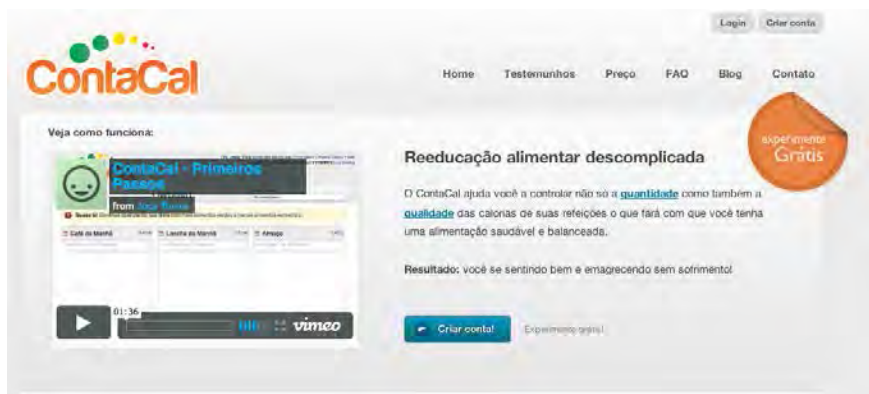 Login Criar conta
ContaCal
Home Testemunhos Preço FAQ Blog Contato
experimente
Grátis
Veja como funciona:
ContaCal - Primeiros
Passos
from
Café da Manhã Lancha da Manhã Almoço
01:36
vimeo
Reeducação alimentar descomplicada
O ContaCal ajuda você a controlar não só a quantidade como também a
qualidade das calorias de suas refeições o que fará com que você tenha
uma alimentação saudável e balanceada.
Resultado: você se sentindo bem e emagrecendo sem sofrimento!
Criar conta! Experimente grátis!